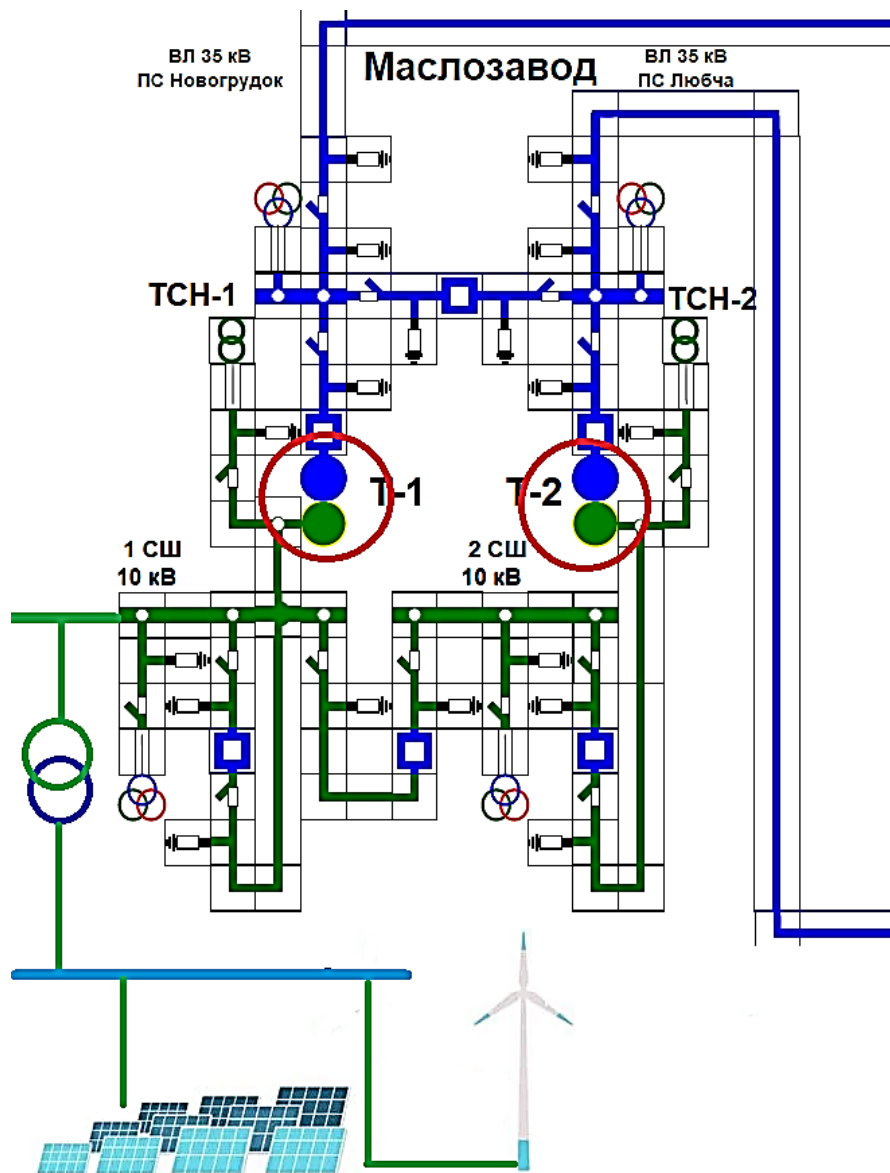 ВЛ 35 кВ
ПС Новогрудок
Маслозавод
ВЛ 35 кВ
ПС Любча
ТСН-1
ТСН-2
Т-1
Т-2
1 СШ
10 кВ
2 СШ
10 кВ